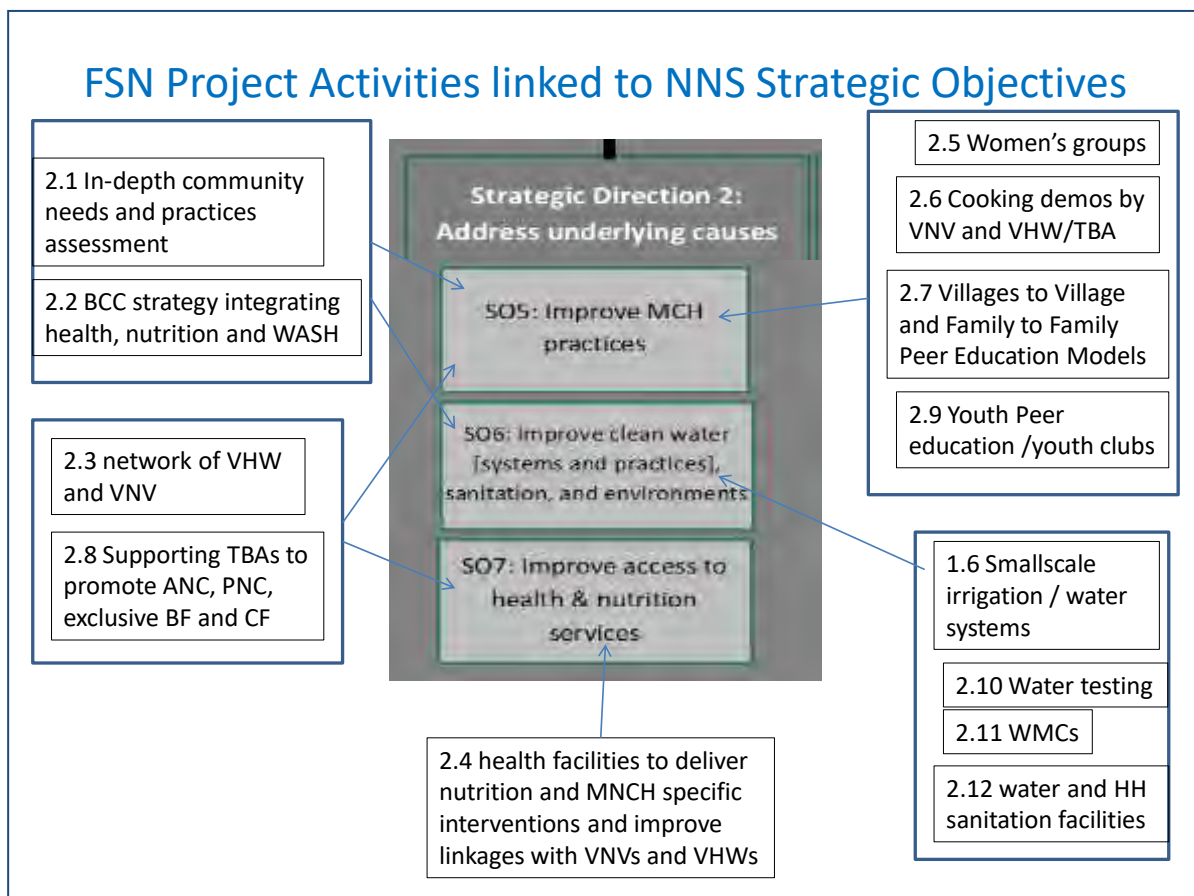 FSN Project Activities linked to NNS Strategic Objectives
2.1 In-depth community
needs and practices
assessment
2.2 BCC strategy integrating
health, nutrition and WASH
2.3 network of VHW
and VNV
2.8 Supporting TBAs to
promote ANC, PNC,
exclusive BF and CF
Strategic Direction 2:
Address underlying causes
SO5: Improve MCH
practices
SO6: Improve clean water
[systems and practices],
sanitation, and environments
SO7: Improve access to
health & nutrition
services
2.4 health facilities to deliver
nutrition and MNCH specific
interventions and improve
linkages with VNVs and VHWs
2.5 Women’s groups
2.6 Cooking demos by
VNV and VHW/TBA
2.7 Villages to Village
and Family to Family
Peer Education Models
2.9 Youth Peer
education /youth clubs
1.6 Smallscale
irrigation / water
systems
2.10 Water testing
2.11 WMCs
2.12 water and HH
sanitation facilities